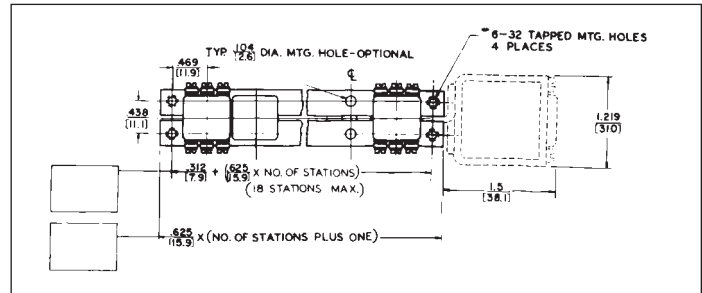 * 6-32 TAPPED MTG. HOLES
4 PLACES
TYP .104 DIA. MTG. HOLE-OPTIONAL
[2.6]
.469
[11.9]
℄
.438
[11.1]
1.219
[31.0]
.312 + (.625 X NO. OF STATIONS)
[7.9] [15.9]
(18 STATIONS MAX.)
1.5
[38.1]
.625 X (NO. OF STATIONS PLUS ONE)
[15.9]